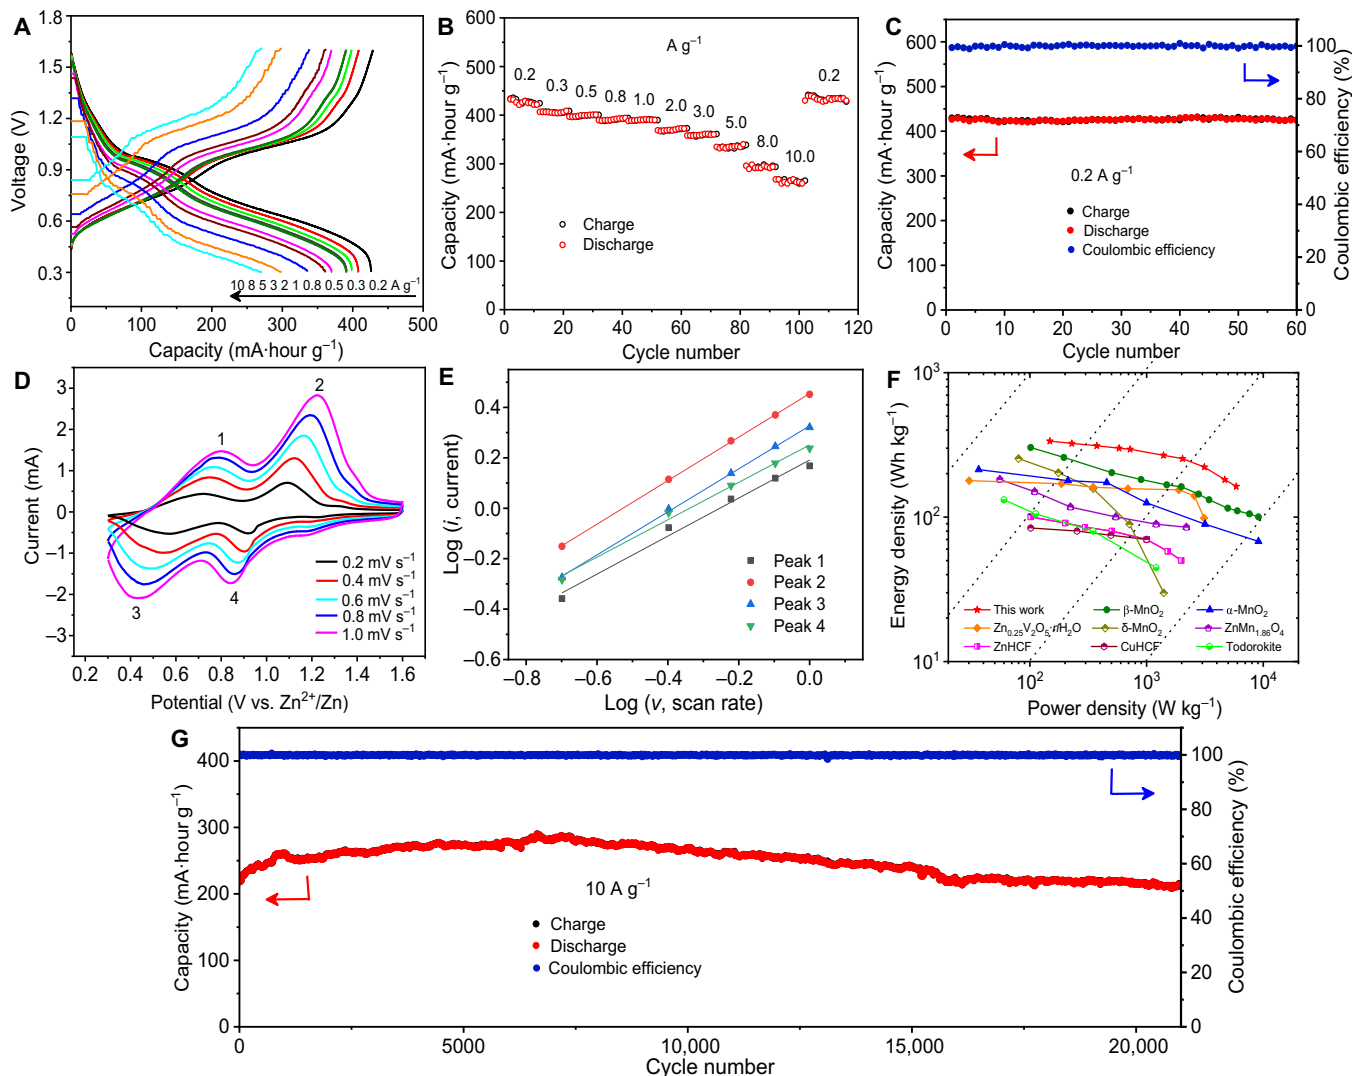 A
1.8
1.5
1.2
0.9
0.6
0.3
Voltage (V)
10 8 5 3 2 1 0.8 0.5 0.3 0.2 A g⁻¹
0 100 200 300 400 500
Capacity (mA·hour g⁻¹)
B
600
500
400
300
200
100
0
Capacity (mA·hour g⁻¹)
A g⁻¹
0.2 0.3 0.5 0.8 1.0 2.0 3.0 5.0 8.0 10.0 0.2
Charge
Discharge
0 20 40 60 80 100 120
Cycle number
C
600
500
400
300
200
100
0
Capacity (mA·hour g⁻¹)
100
80
60
40
20
0
Coulombic efficiency (%)
0.2 A g⁻¹
Charge
Discharge
Coulombic efficiency
0 10 20 30 40 50 60
Cycle number
D
3
2
1
0
–1
–2
–3
Current (mA)
1
2
3
4
0.2 mV s⁻¹
0.4 mV s⁻¹
0.6 mV s⁻¹
0.8 mV s⁻¹
1.0 mV s⁻¹
0.2 0.4 0.6 0.8 1.0 1.2 1.4 1.6
Potential (V vs. Zn²⁺/Zn)
E
0.4
0.0
–0.2
–0.4
–0.6
Log (i, current)
Peak 1
Peak 2
Peak 3
Peak 4
–0.8 –0.6 –0.4 –0.2 0.0
Log (v, scan rate)
F
10³
10²
10¹
Energy density (Wh kg⁻¹)
This work β-MnO₂ α-MnO₂
Zn₀.₂₅V₂O₅·nH₂O δ-MnO₂ ZnMn₁.₈₆O₄
ZnHCF CuHCF Todorokite
10² 10³ 10⁴
Power density (W kg⁻¹)
G
400
300
200
100
0
Capacity (mA·hour g⁻¹)
100
80
60
40
20
0
Coulombic efficiency (%)
10 A g⁻¹
Charge
Discharge
Coulombic efficiency
0 5000 10,000 15,000 20,000
Cycle number